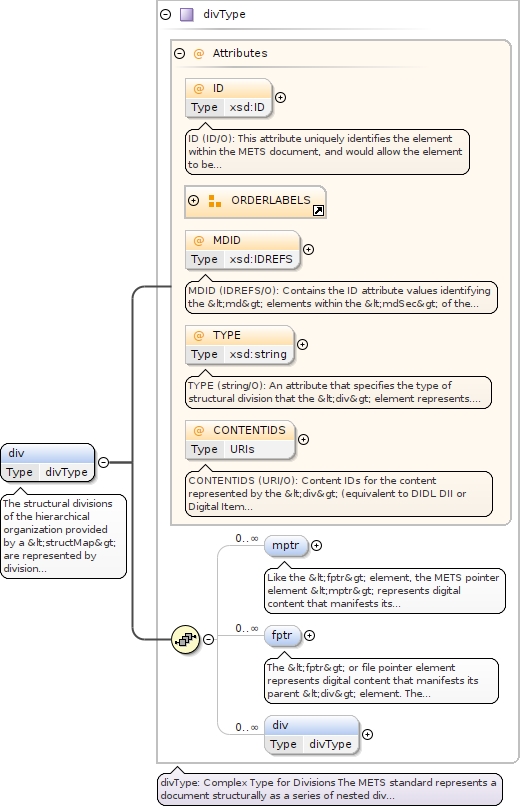 divType
@ Attributes
@ ID
Type xsd:ID
ID (ID/O): This attribute uniquely identifies the element
within the METS document, and would allow the element
to be...
ORDERLABELS
@ MDID
Type xsd:IDREFS
MDID (IDREFS/O): Contains the ID attribute values identifying
the &lt;md&gt; elements within the &lt;mdSec&gt; of the...
@ TYPE
Type xsd:string
TYPE (string/O): An attribute that specifies the type of
structural division that the &lt;div&gt; element represents....
@ CONTENTIDS
Type URIs
CONTENTIDS (URI/O): Content IDs for the content
represented by the &lt;div&gt; (equivalent to DIDL DII or
Digital Item...
div
Type divType
The structural divisions
of the hierarchical
organization provided
by a &lt;structMap&gt;
are represented by
division...
0..∞
mptr
Like the &lt;fptr&gt; element, the METS pointer
element &lt;mptr&gt; represents digital
content that manifests its...
0..∞
fptr
The &lt;fptr&gt; or file pointer element
represents digital content that manifests its
parent &lt;div&gt; element. The...
0..∞
div
Type divType
divType: Complex Type for Divisions The METS standard represents a
document structurally as a series of nested div...